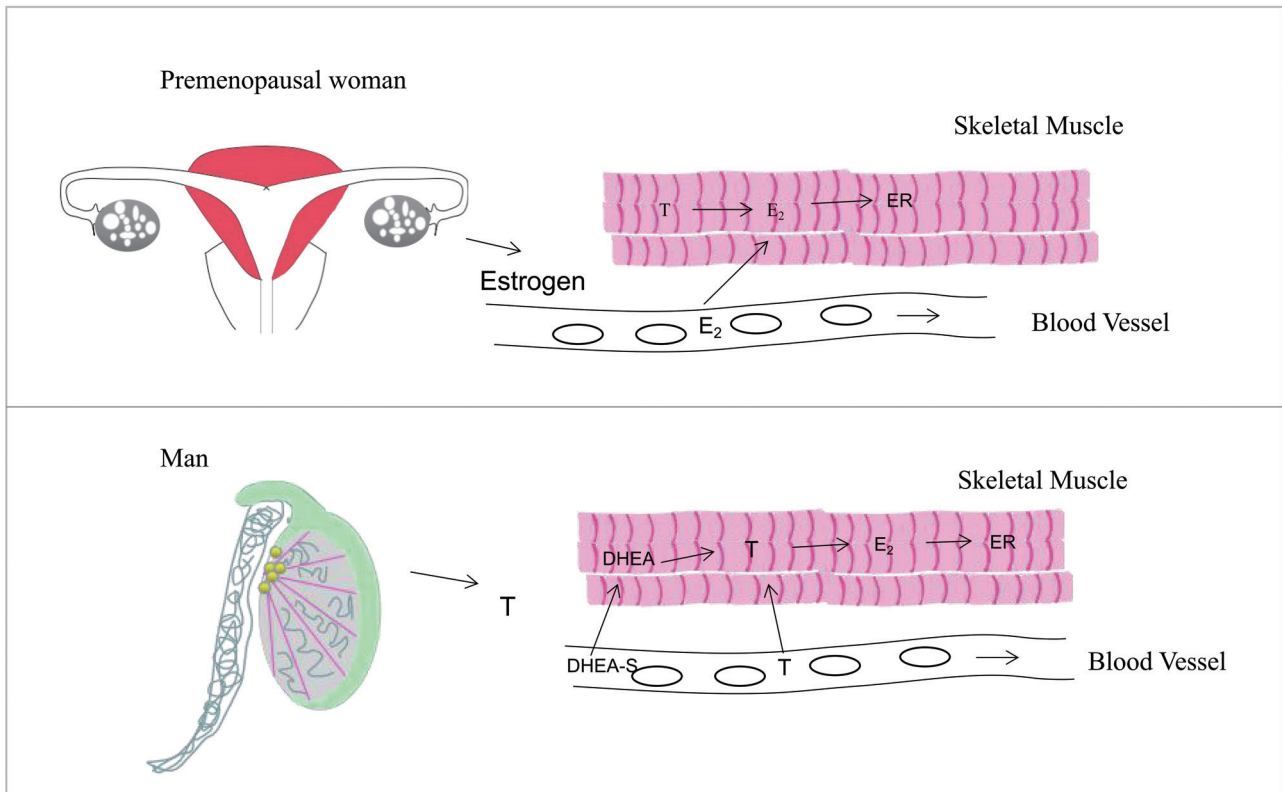 Premenopausal woman
Skeletal Muscle
T E₂ ER
Estrogen
E₂
Blood Vessel
Man
Skeletal Muscle
DHEA T E₂ ER
T
DHEA-S T
Blood Vessel